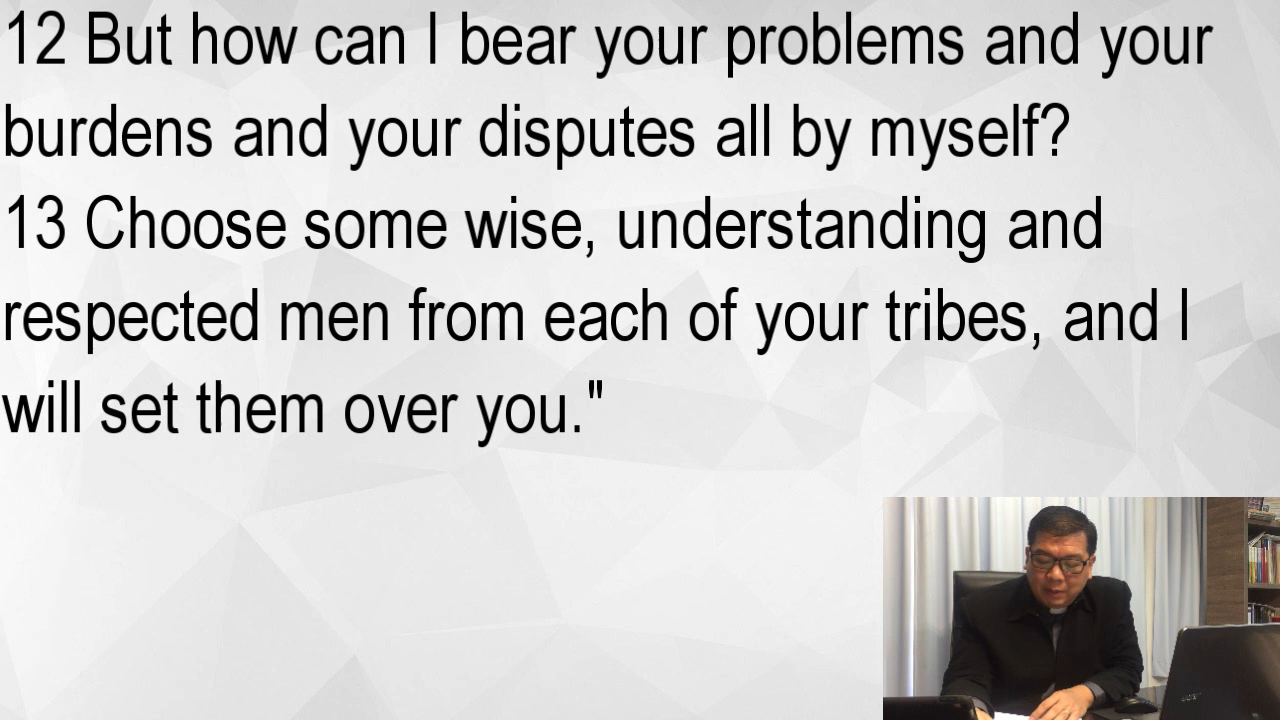 12 But how can I bear your problems and your
burdens and your disputes all by myself?
13 Choose some wise, understanding and
respected men from each of your tribes, and I
will set them over you."